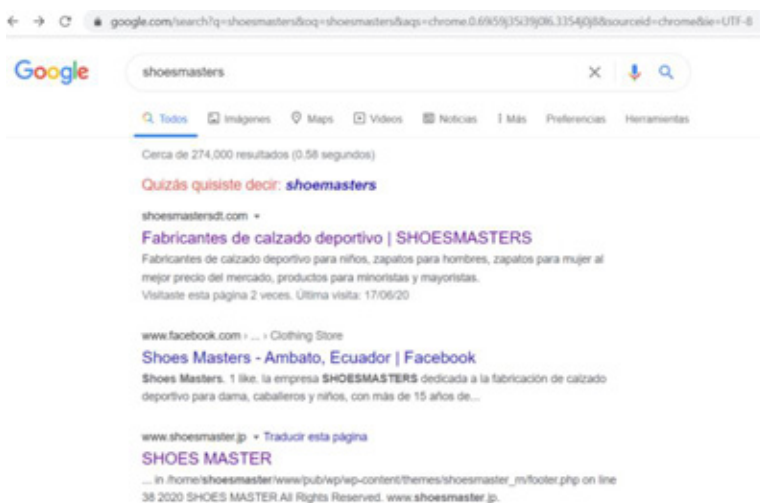 google.com/search?q=shoesmasters&oq=shoesmasters&aqs=chrome.0.69i59j35i39j0l6.3354j0j8&sourceid=chrome&ie=UTF-8
Google
shoesmasters
Todos Imágenes Maps Videos Noticias Más Preferencias Herramientas
Cerca de 274,000 resultados (0.58 segundos)
Quizás quisiste decir: shoemasters
shoesmastersdt.com
Fabricantes de calzado deportivo | SHOESMASTERS
Fabricantes de calzado deportivo para niños, zapatos para hombres, zapatos para mujer al
mejor precio del mercado, productos para minoristas y mayoristas.
Visitaste esta página 2 veces. Última visita: 17/06/20
www.facebook.com › ... › Clothing Store
Shoes Masters - Ambato, Ecuador | Facebook
Shoes Masters. 1 like. la empresa SHOESMASTERS dedicada a la fabricación de calzado
deportivo para dama, caballeros y niños, con más de 15 años de...
www.shoesmaster.jp Traducir esta página
SHOES MASTER
... in /home/shoesmaster/www/pub/wp/wp-content/themes/shoesmaster_m/footer.php on line
38 2020 SHOES MASTER All Rights Reserved. www.shoesmaster.jp.